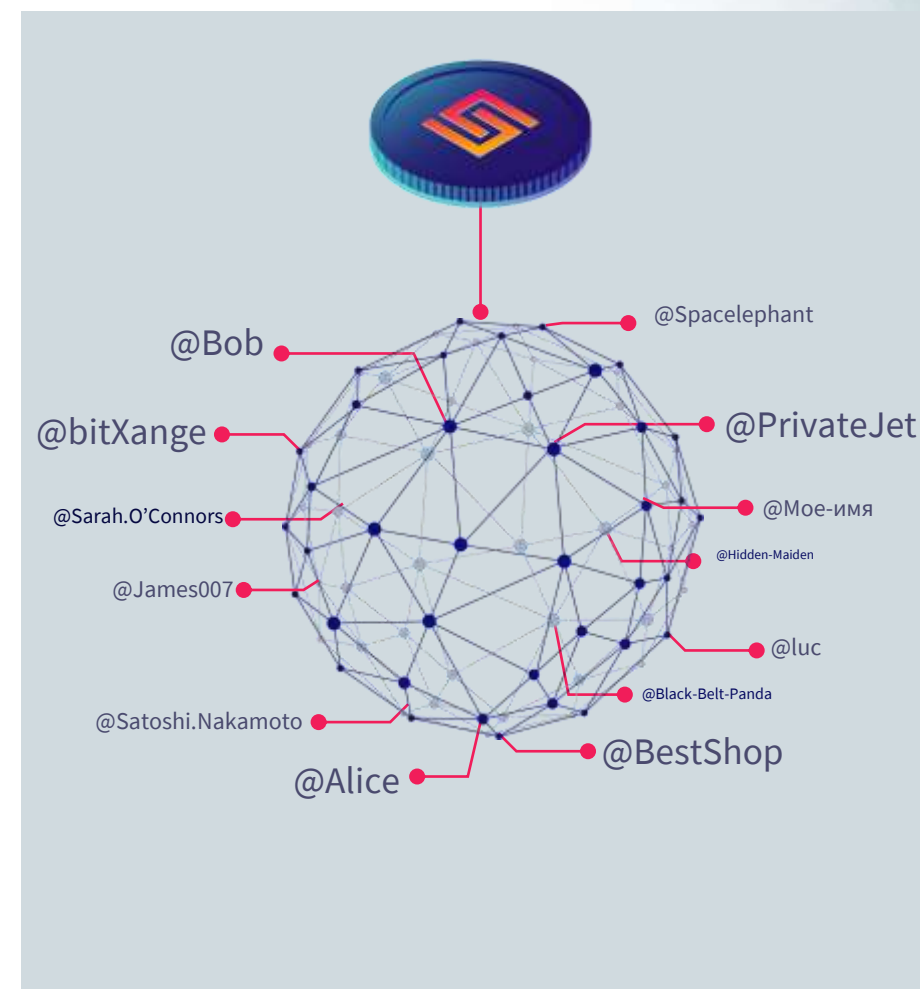 @Spacelephant
@Bob
@bitXange
@PrivateJet
@Sarah.O’Connors
@Мое-имя
@Hidden-Maiden
@James007
@luc
@Black-Belt-Panda
@Satoshi.Nakamoto
@BestShop
@Alice